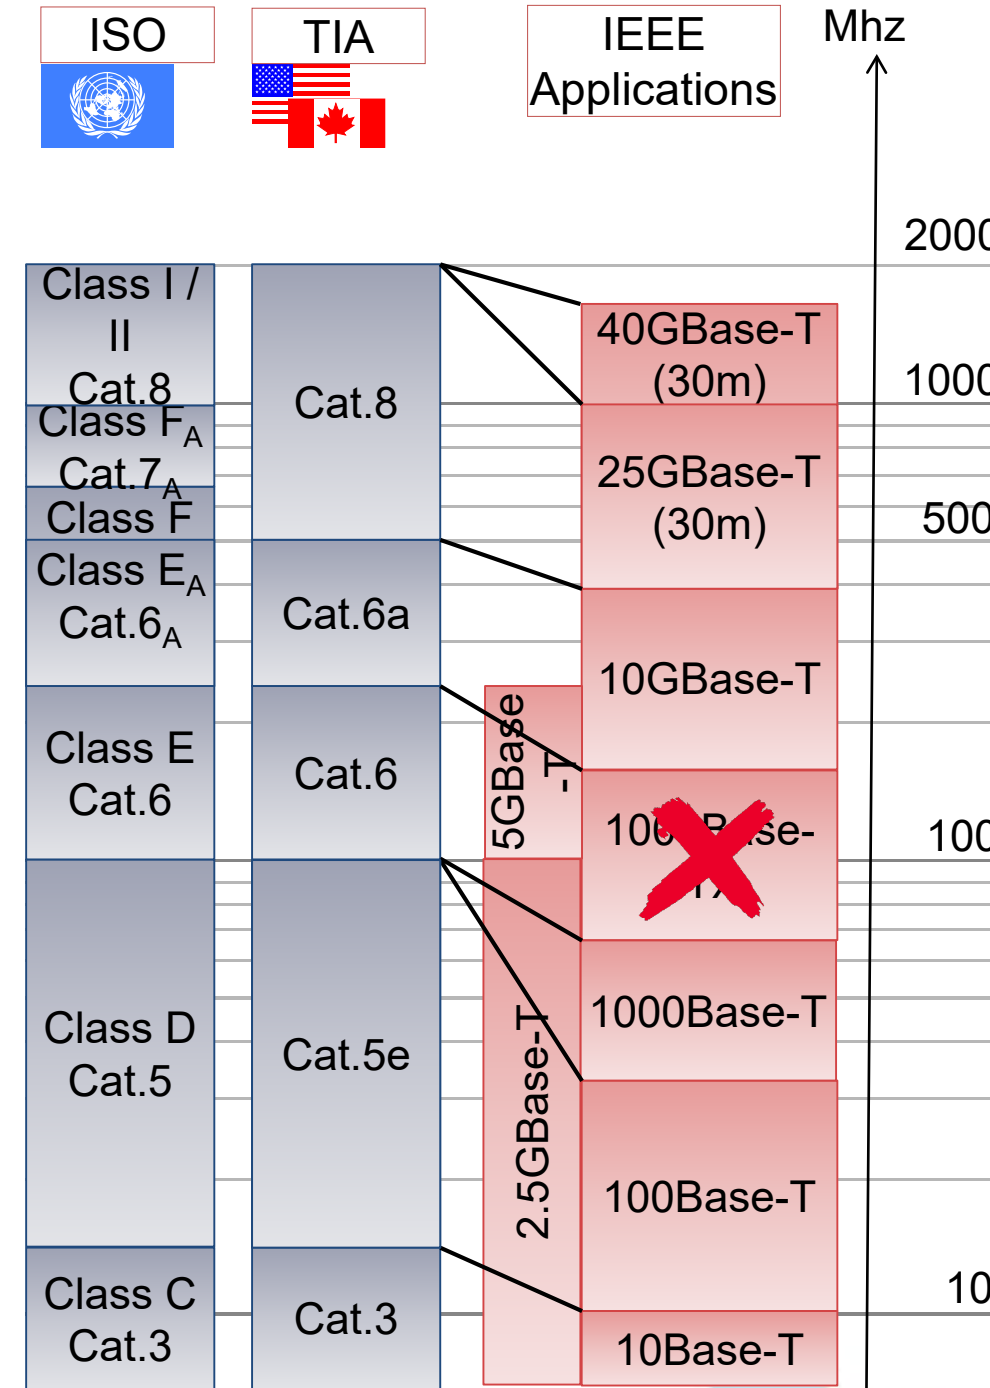 ISO
TIA
IEEE
Applications
Mhz
2000
Class I /
II
Cat.8
Cat.8
40GBase-T
(30m)
1000
Class FA
Cat.7A
Class F
25GBase-T
(30m)
500
Class EA
Cat.6A
Cat.6a
10GBase-T
Class E
Cat.6
Cat.6
5GBase
-T
100
Class D
Cat.5
Cat.5e
2.5GBase-T
1000Base-T
100Base-T
Class C
Cat.3
Cat.3
10
10Base-T